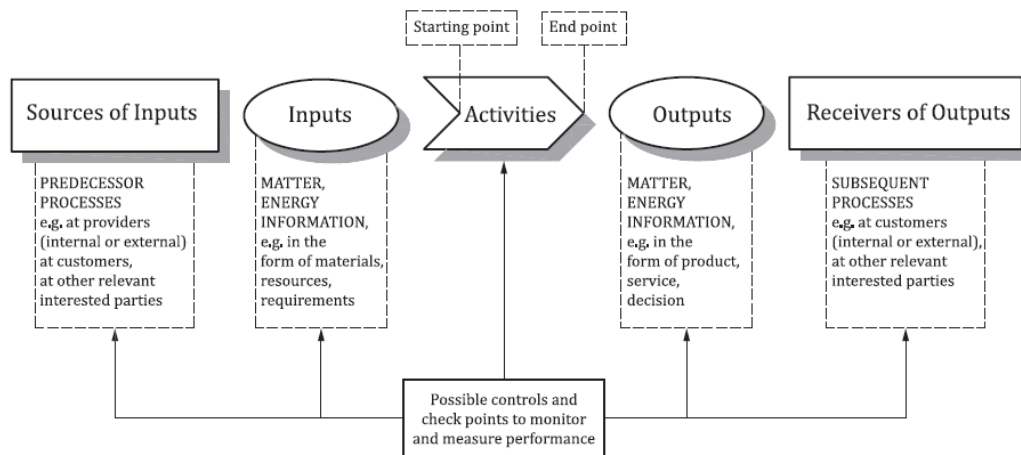 Starting point
End point
Sources of Inputs
Inputs
Activities
Outputs
Receivers of Outputs
PREDECESSOR
PROCESSES
e.g. at providers
(internal or external)
at customers,
at other relevant
interested parties
MATTER,
ENERGY
INFORMATION,
e.g. in the
form of materials,
resources,
requirements
MATTER,
ENERGY
INFORMATION,
e.g. in the
form of product,
service,
decision
SUBSEQUENT
PROCESSES
e.g. at customers
(internal or external),
at other relevant
interested parties
Possible controls and
check points to monitor
and measure performance